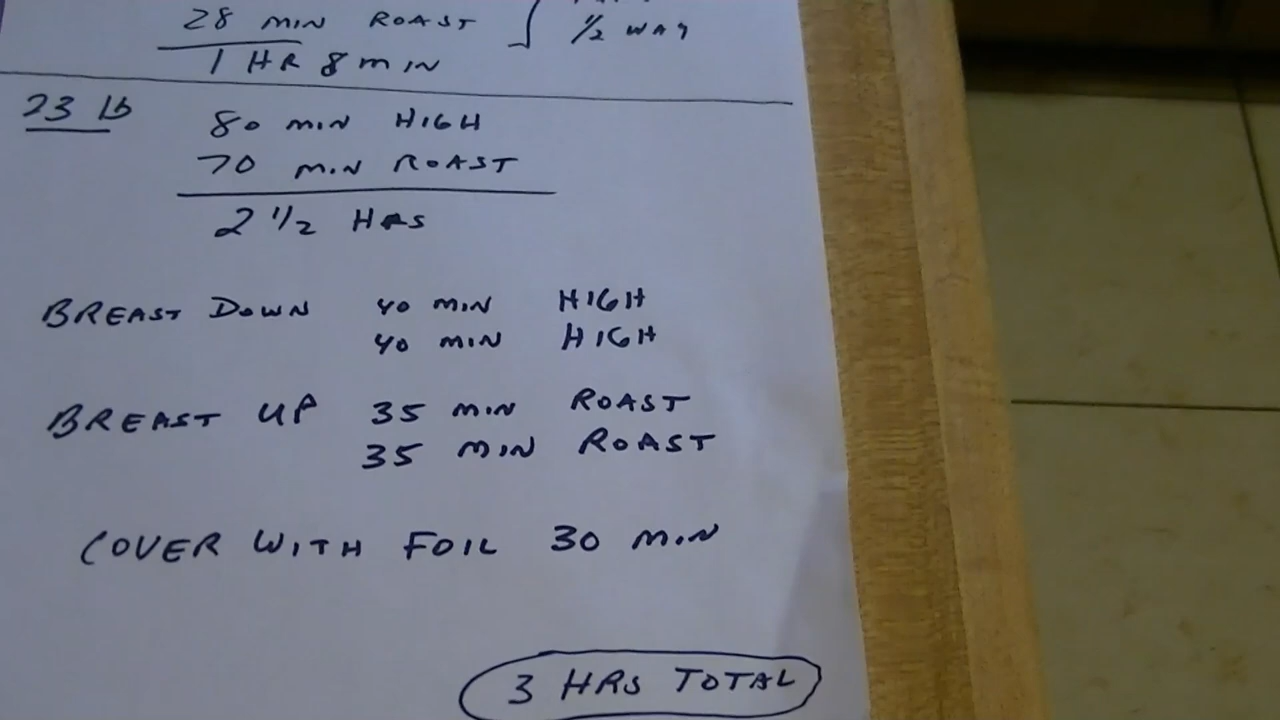 28 MIN ROAST
1/2 WAY
1 HR 8 MIN
23 lb
80 MIN HIGH
70 MIN ROAST
2 1/2 HRS
BREAST DOWN 40 MIN HIGH
40 MIN HIGH
BREAST UP 35 MIN ROAST
35 MIN ROAST
COVER WITH FOIL 30 MIN
3 HRS TOTAL